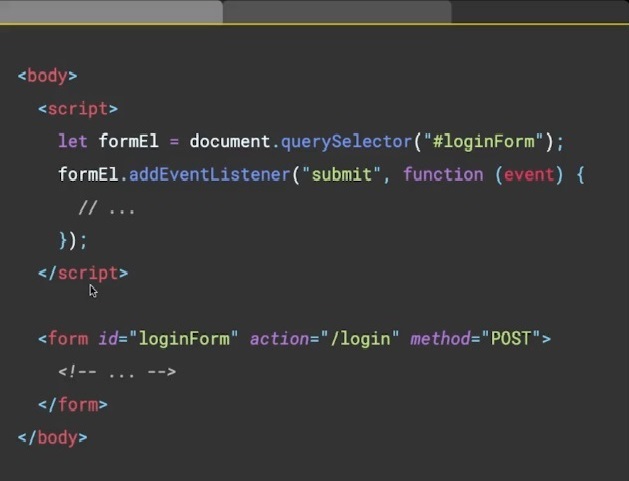 <body>
<script>
let formEl = document.querySelector("#loginForm");
formEl.addEventListener("submit", function (event) {
// ...
});
</script>
<form id="loginForm" action="/login" method="POST">
<!-- ... -->
</form>
</body>